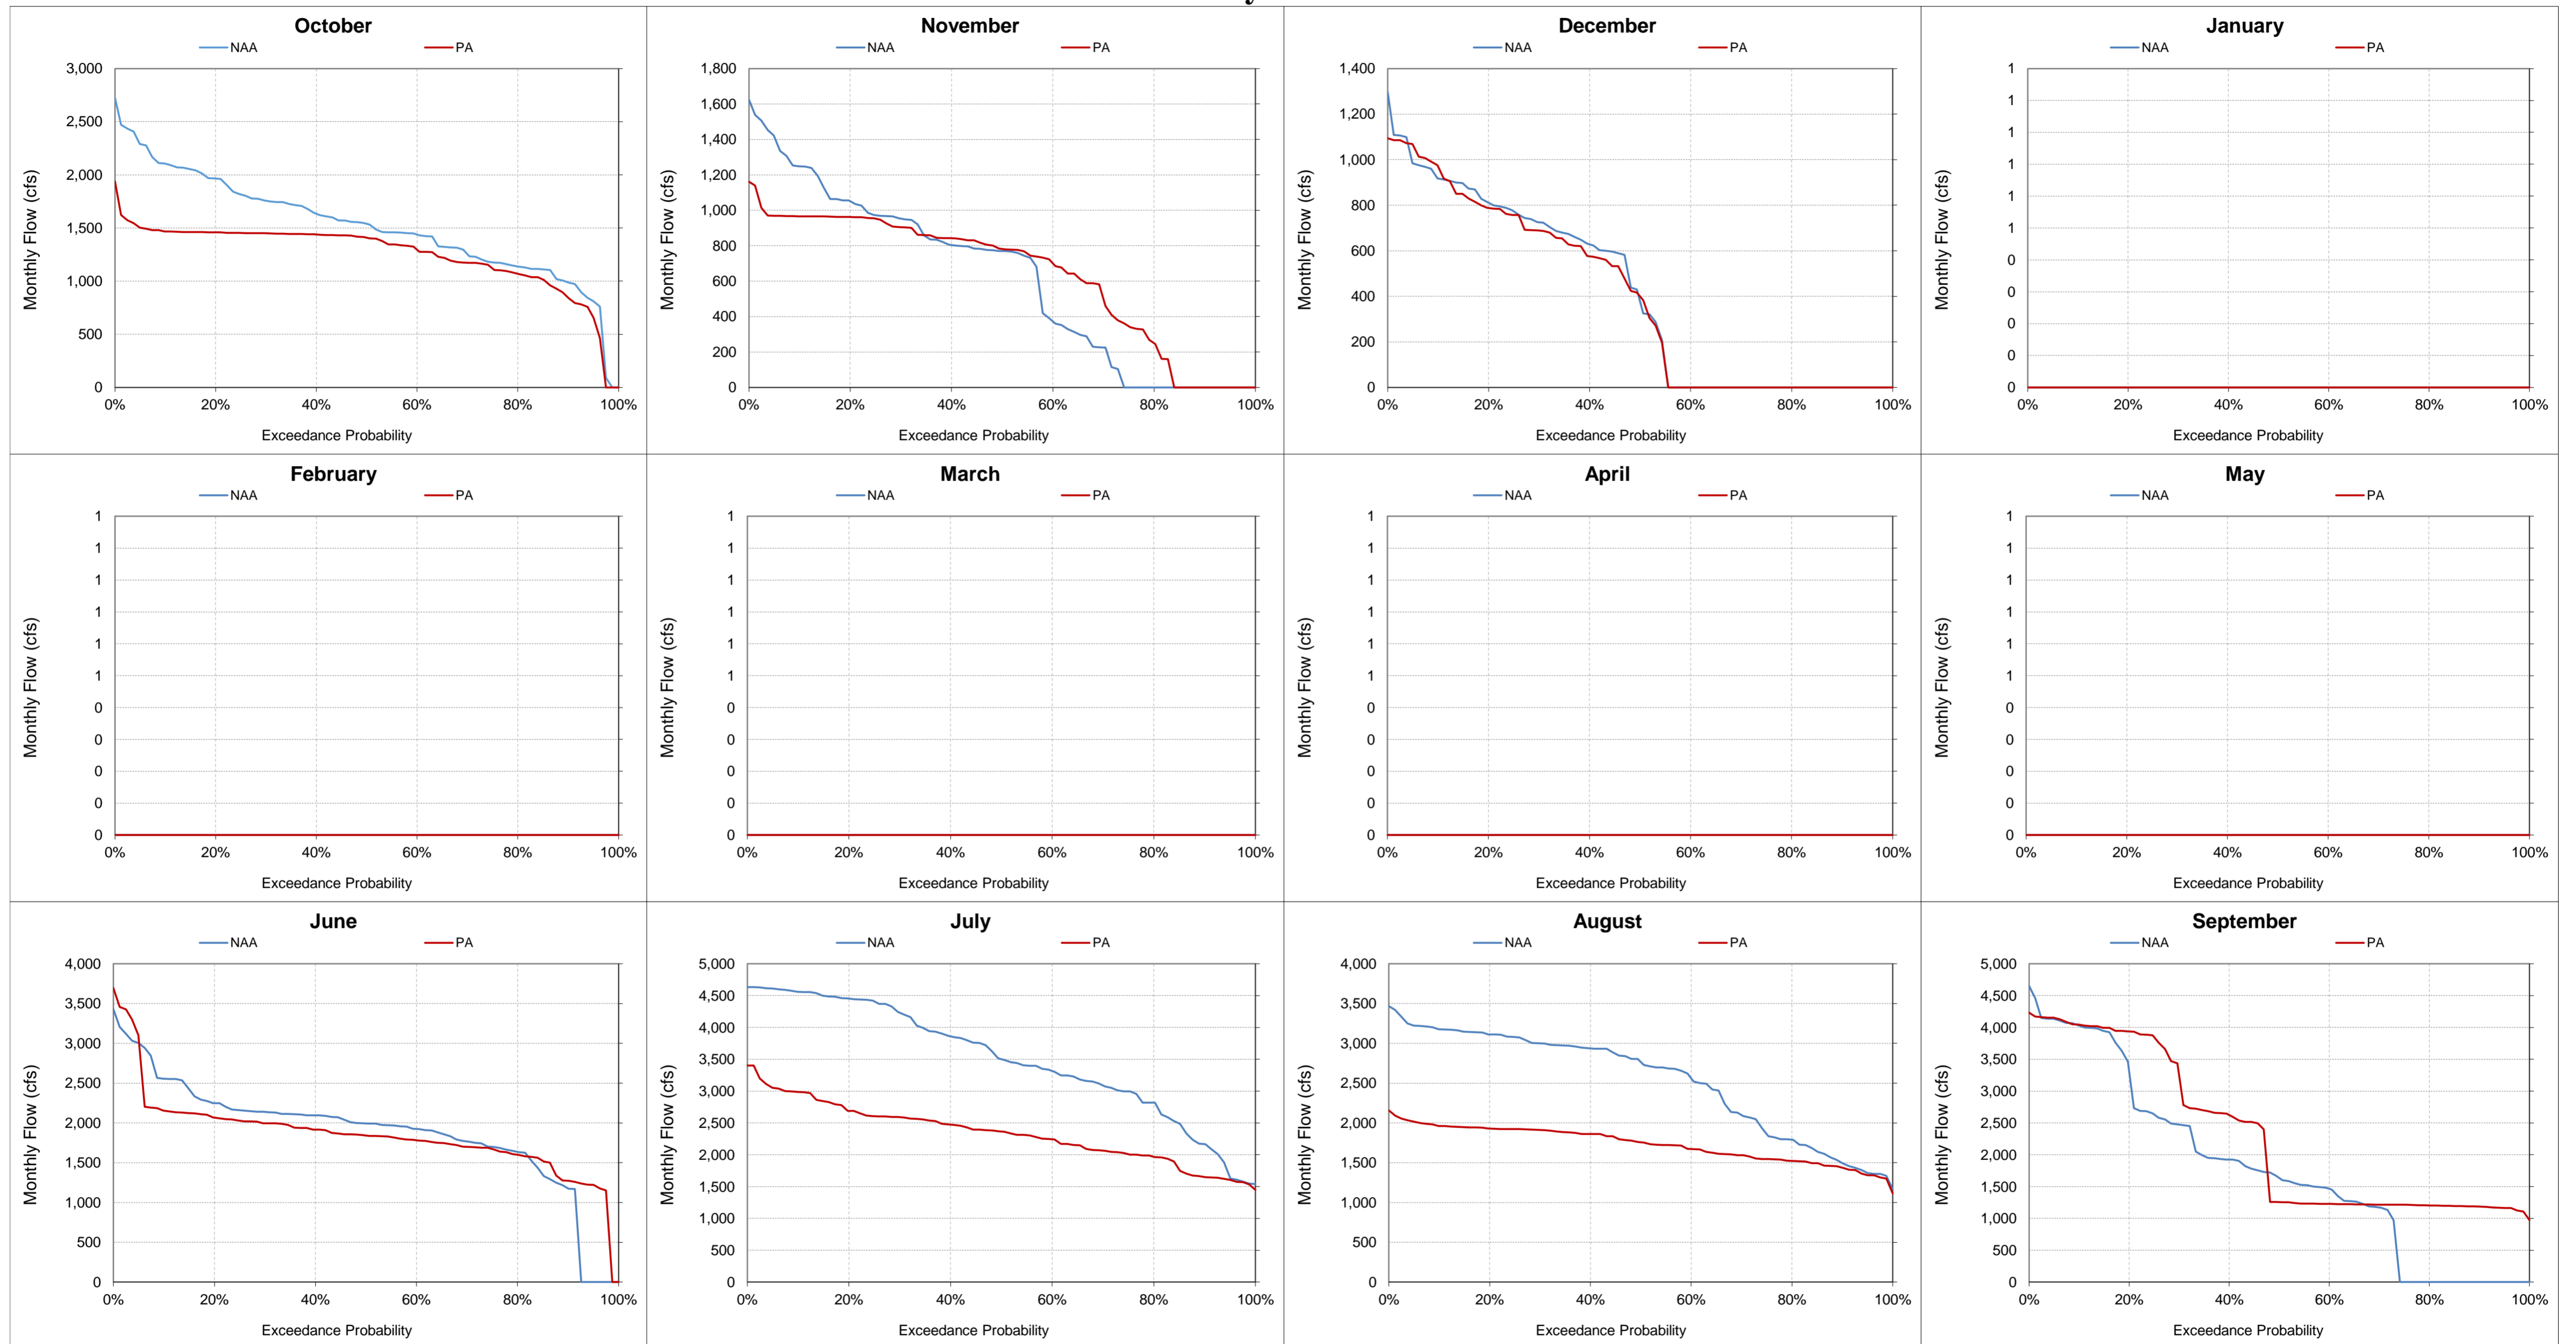 October
NAA PA
3,000
2,500
2,000
1,500
1,000
500
0
0% 20% 40% 60% 80% 100%
Monthly Flow (cfs)
Exceedance Probability
November
NAA PA
1,800
1,600
1,400
1,200
1,000
800
600
400
200
0
0% 20% 40% 60% 80% 100%
Monthly Flow (cfs)
Exceedance Probability
December
NAA PA
1,400
1,200
1,000
800
600
400
200
0
0% 20% 40% 60% 80% 100%
Monthly Flow (cfs)
Exceedance Probability
January
NAA PA
1
1
1
1
1
1
0
0
0
0
0
0% 20% 40% 60% 80% 100%
Monthly Flow (cfs)
Exceedance Probability
February
NAA PA
1
1
1
1
1
1
0
0
0
0
0
0% 20% 40% 60% 80% 100%
Monthly Flow (cfs)
Exceedance Probability
March
NAA PA
1
1
1
1
1
1
0
0
0
0
0
0% 20% 40% 60% 80% 100%
Monthly Flow (cfs)
Exceedance Probability
April
NAA PA
1
1
1
1
1
1
0
0
0
0
0
0% 20% 40% 60% 80% 100%
Monthly Flow (cfs)
Exceedance Probability
May
NAA PA
1
1
1
1
1
1
0
0
0
0
0
0% 20% 40% 60% 80% 100%
Monthly Flow (cfs)
Exceedance Probability
June
NAA PA
4,000
3,500
3,000
2,500
2,000
1,500
1,000
500
0
0% 20% 40% 60% 80% 100%
Monthly Flow (cfs)
Exceedance Probability
July
NAA PA
5,000
4,500
4,000
3,500
3,000
2,500
2,000
1,500
1,000
500
0
0% 20% 40% 60% 80% 100%
Monthly Flow (cfs)
Exceedance Probability
August
NAA PA
4,000
3,500
3,000
2,500
2,000
1,500
1,000
500
0
0% 20% 40% 60% 80% 100%
Monthly Flow (cfs)
Exceedance Probability
September
NAA PA
5,000
4,500
4,000
3,500
3,000
2,500
2,000
1,500
1,000
500
0
0% 20% 40% 60% 80% 100%
Monthly Flow (cfs)
Exceedance Probability